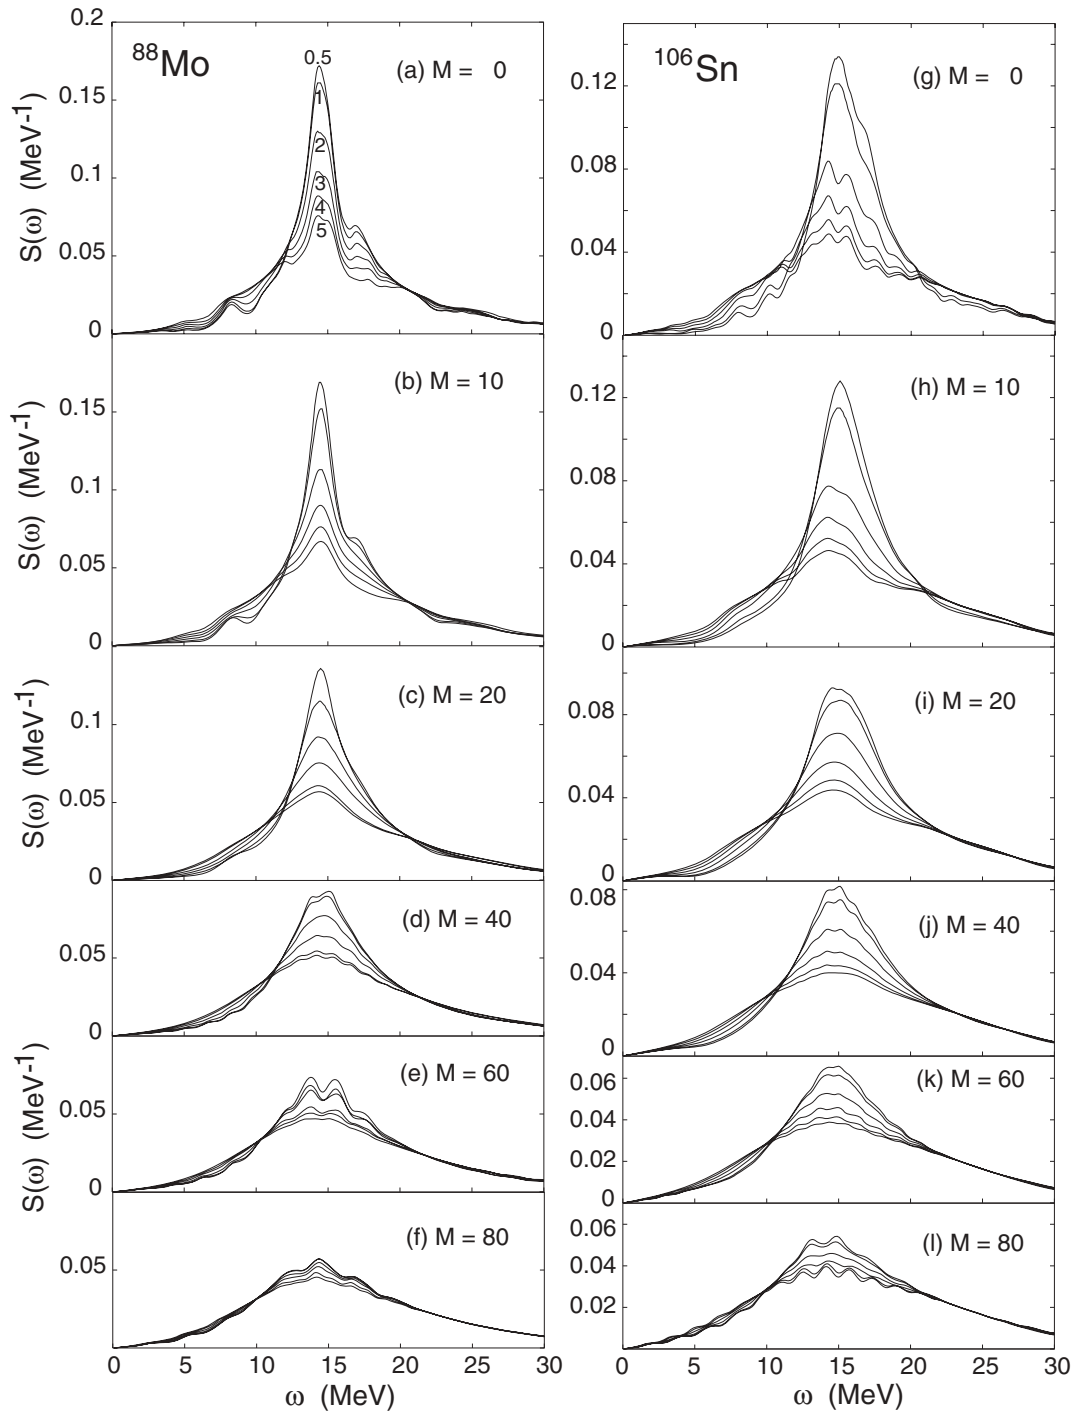 ⁸⁸Mo
(a) M = 0
0.5
1
2
3
4
5
0.2
0.15
0.1
0.05
0
S(ω) (MeV⁻¹)
(b) M = 10
0.15
0.1
0.05
0
S(ω) (MeV⁻¹)
(c) M = 20
0.1
0.05
0
S(ω) (MeV⁻¹)
(d) M = 40
0.05
0
(e) M = 60
0.05
0
S(ω) (MeV⁻¹)
(f) M = 80
0.05
0 5 10 15 20 25 30
ω (MeV)
¹⁰⁶Sn
(g) M = 0
0.12
0.08
0.04
0
(h) M = 10
0.12
0.08
0.04
0
(i) M = 20
0.08
0.04
0
(j) M = 40
0.08
0.04
0
(k) M = 60
0.06
0.04
0.02
0
(l) M = 80
0.06
0.04
0.02
0 5 10 15 20 25 30
ω (MeV)